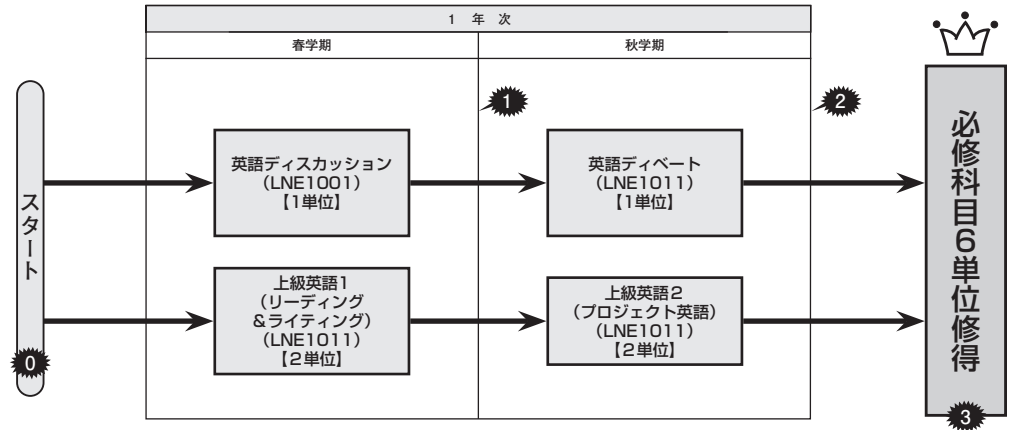 1 年 次
春学期
秋学期
スタート
0
1
2
英語ディスカッション
（LNE1001）
【1単位】
英語ディベート
（LNE1011）
【1単位】
上級英語1
（リーディング
＆ライティング）
（LNE1011）
【2単位】
上級英語2
（プロジェクト英語）
（LNE1011）
【2単位】
必修科目6単位修得
3